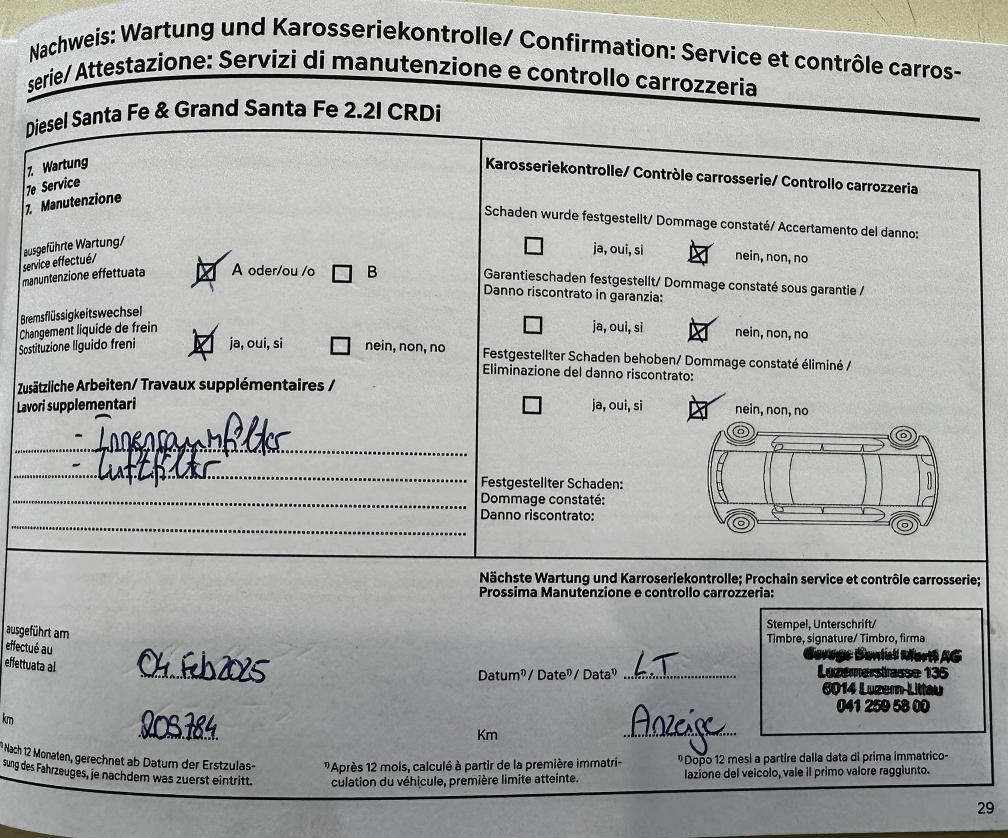 Nachweis: Wartung und Karosseriekontrolle/ Confirmation: Service et contrôle carros-
serie/ Attestazione: Servizi di manutenzione e controllo carrozzeria
Diesel Santa Fe & Grand Santa Fe 2.2l CRDi
7. Wartung
7e Service
7. Manutenzione
ausgeführte Wartung/
service effectué/
manuntenzione effettuata
A oder/ou /o
B
Bremsflüssigkeitswechsel
Changement liquide de frein
Sostituzione liguido freni
ja, oui, si
nein, non, no
Zusätzliche Arbeiten/ Travaux supplémentaires /
Lavori supplementari
- Innenraumfilter
- Luftfilter
Karosseriekontrolle/ Contrôle carrosserie/ Controllo carrozzeria
Schaden wurde festgestellt/ Dommage constaté/ Accertamento del danno:
ja, oui, si
nein, non, no
Garantieschaden festgestellt/ Dommage constaté sous garantie /
Danno riscontrato in garanzia:
ja, oui, si
nein, non, no
Festgestellter Schaden behoben/ Dommage constaté éliminé /
Eliminazione del danno riscontrato:
ja, oui, si
nein, non, no
Festgestellter Schaden:
Dommage constaté:
Danno riscontrato:
ausgeführt am
effectué au
effettuata al
04. Feb 2025
km
205.784
Nächste Wartung und Karroseriekontrolle; Prochain service et contrôle carrosserie;
Prossima Manutenzione e controllo carrozzeria:
Datum¹⁾/ Date¹⁾/ Data¹⁾
L.T
Km
Anzeige
Stempel, Unterschrift/
Timbre, signature/ Timbro, firma
Garage Daniel Marti AG
Luzernerstrasse 135
6014 Luzern-Littau
041 259 58 00
¹⁾Nach 12 Monaten, gerechnet ab Datum der Erstzulas-
sung des Fahrzeuges, je nachdem was zuerst eintritt.
¹⁾Après 12 mois, calculé à partir de la première immatri-
culation du véhicule, première limite atteinte.
¹⁾Dopo 12 mesi a partire dalla data di prima immatrico-
lazione del veicolo, vale il primo valore raggiunto.
29